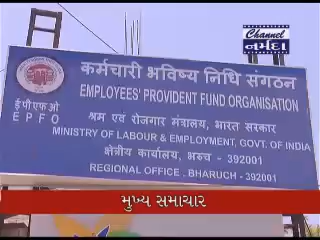 Channel
નર્મદા
कर्मचारी भविष्य निधि संगठन
EMPLOYEES' PROVIDENT FUND ORGANISATION
ईपीएफओ
EPFO
श्रम एवं रोजगार मंत्रालय, भारत सरकार
MINISTRY OF LABOUR & EMPLOYMENT, GOVT. OF INDIA
क्षेत्रीय कार्यालय, भरुच - 392001
REGIONAL OFFICE, BHARUCH - 392001
મુખ્ય સમાચાર